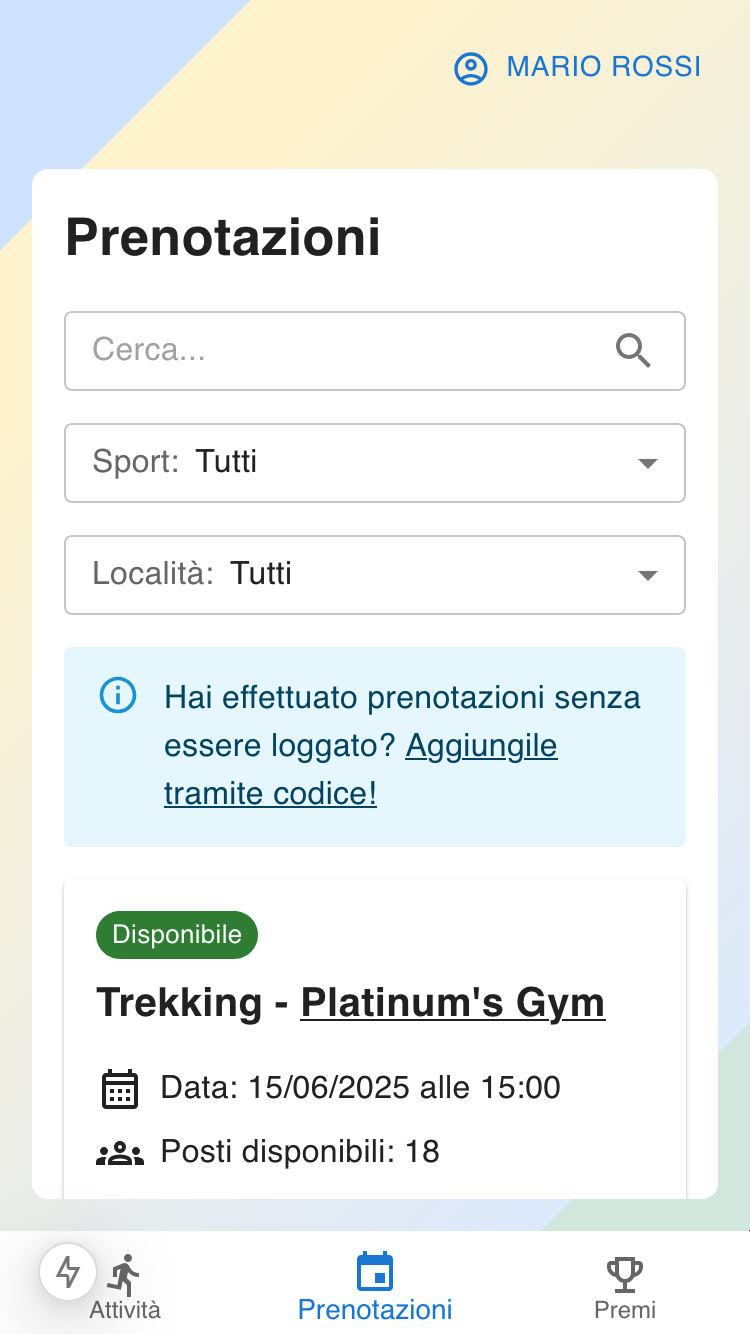 MARIO ROSSI
Prenotazioni
Cerca...
Sport: Tutti
Località: Tutti
Hai effettuato prenotazioni senza
essere loggato? Aggiungile
tramite codice!
Disponibile
Trekking - Platinum's Gym
Data: 15/06/2025 alle 15:00
Posti disponibili: 18
Attività
Prenotazioni
Premi